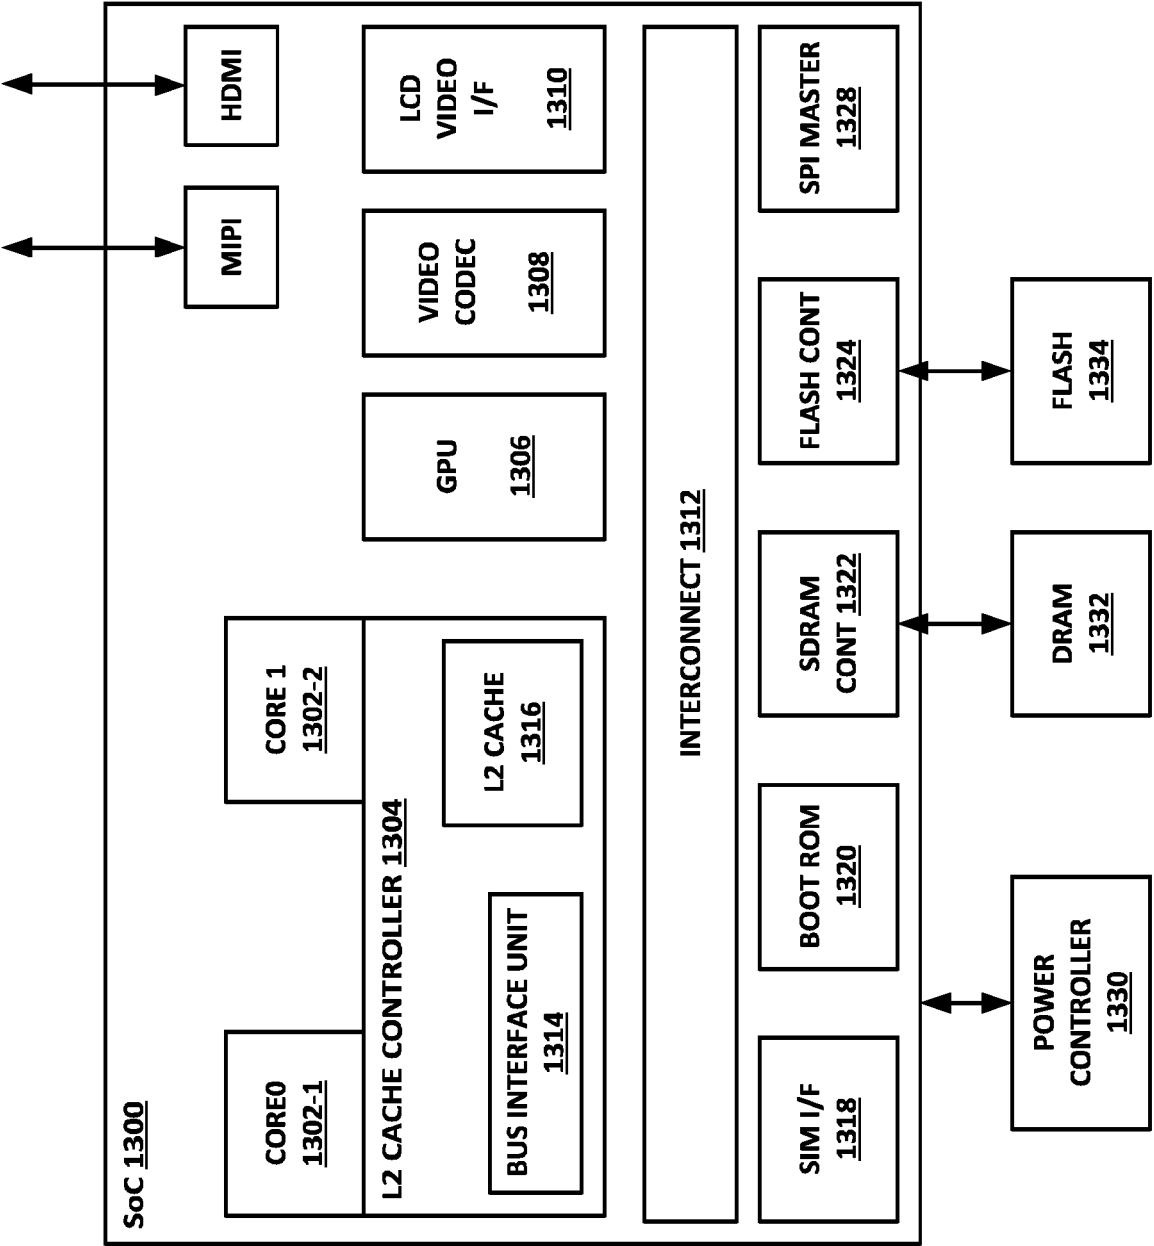 SoC 1300
CORE0
1302-1
CORE 1
1302-2
MIPI
HDMI
L2 CACHE CONTROLLER 1304
BUS INTERFACE UNIT
1314
L2 CACHE
1316
GPU
1306
VIDEO
CODEC
1308
LCD
VIDEO
I/F
1310
INTERCONNECT 1312
SIM I/F
1318
BOOT ROM
1320
SDRAM
CONT 1322
FLASH CONT
1324
SPI MASTER
1328
POWER
CONTROLLER
1330
DRAM
1332
FLASH
1334